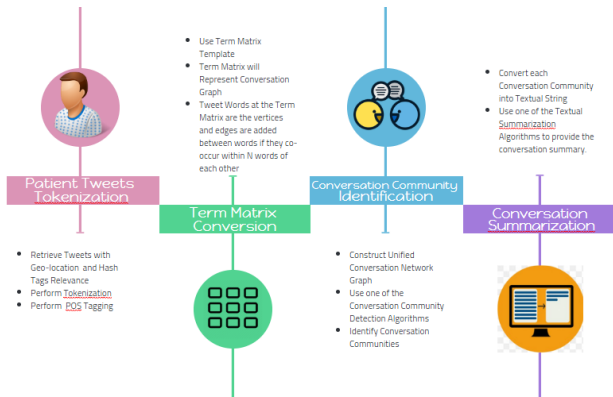 Patient Tweets
Tokenization
• Retrieve Tweets with
Geo-location and Hash
Tags Relevance
• Perform Tokenization
• Perform POS Tagging
• Use Term Matrix
Template
• Term Matrix will
Represent Conversation
Graph
• Tweet Words at the Term
Matrix are the vertices
and edges are added
between words if they co-
occur within N words of
each other
Term Matrix
Conversion
Conversation Community
Identification
• Construct Unified
Conversation Network
Graph
• Use one of the
Conversation Community
Detection Algorithms
• Identify Conversation
Communities
• Convert each
Conversation Community
into Textual String
• Use one of the Textual
Summarization
Algorithms to provide the
conversation summary.
Conversation
Summarization